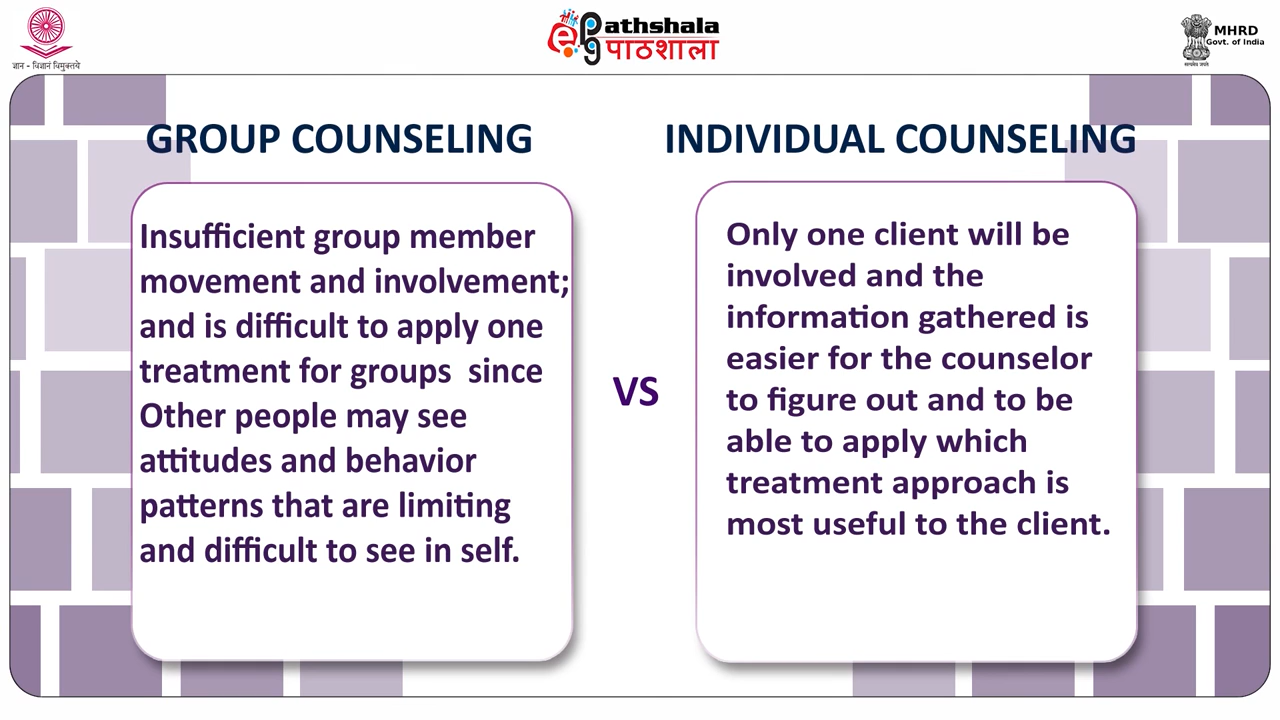 ज्ञान - विज्ञान विमुक्तये
ePathshala
पाठशाला
MHRD
Govt. of India
सत्यमेव जयते
GROUP COUNSELING
Insufficient group member
movement and involvement;
and is difficult to apply one
treatment for groups since
Other people may see
attitudes and behavior
patterns that are limiting
and difficult to see in self.
VS
INDIVIDUAL COUNSELING
Only one client will be
involved and the
information gathered is
easier for the counselor
to figure out and to be
able to apply which
treatment approach is
most useful to the client.